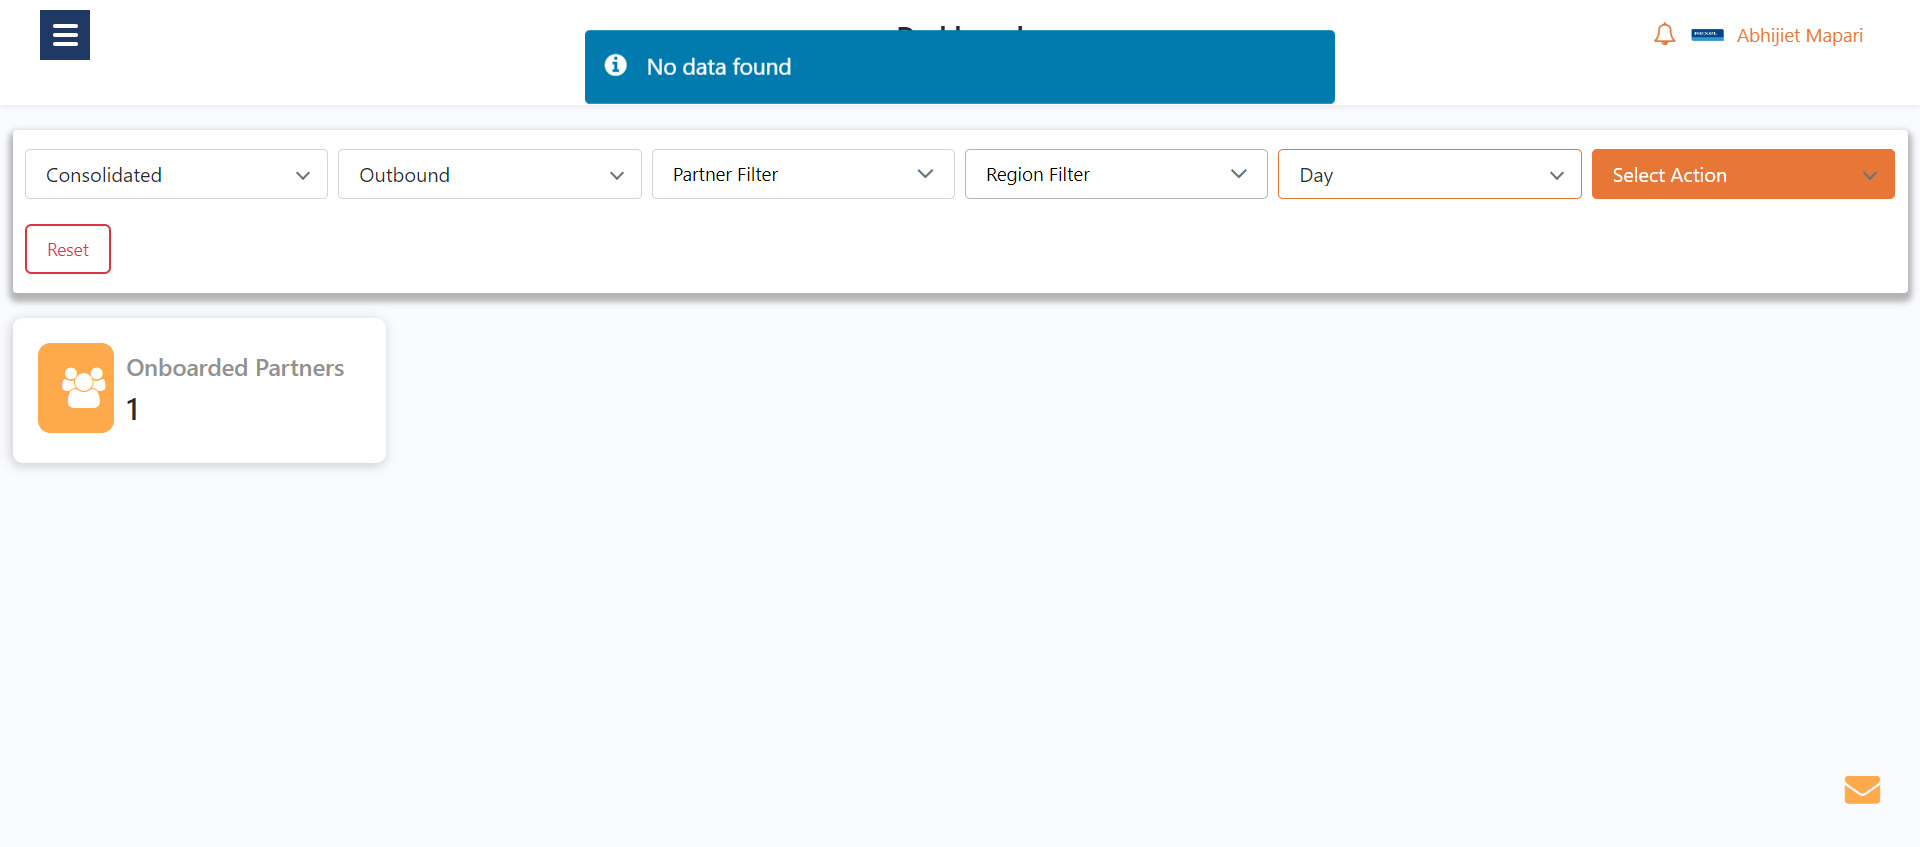 No data found
Abhijiet Mapari
Consolidated
Outbound
Partner Filter
Region Filter
Day
Select Action
Reset
Onboarded Partners
1